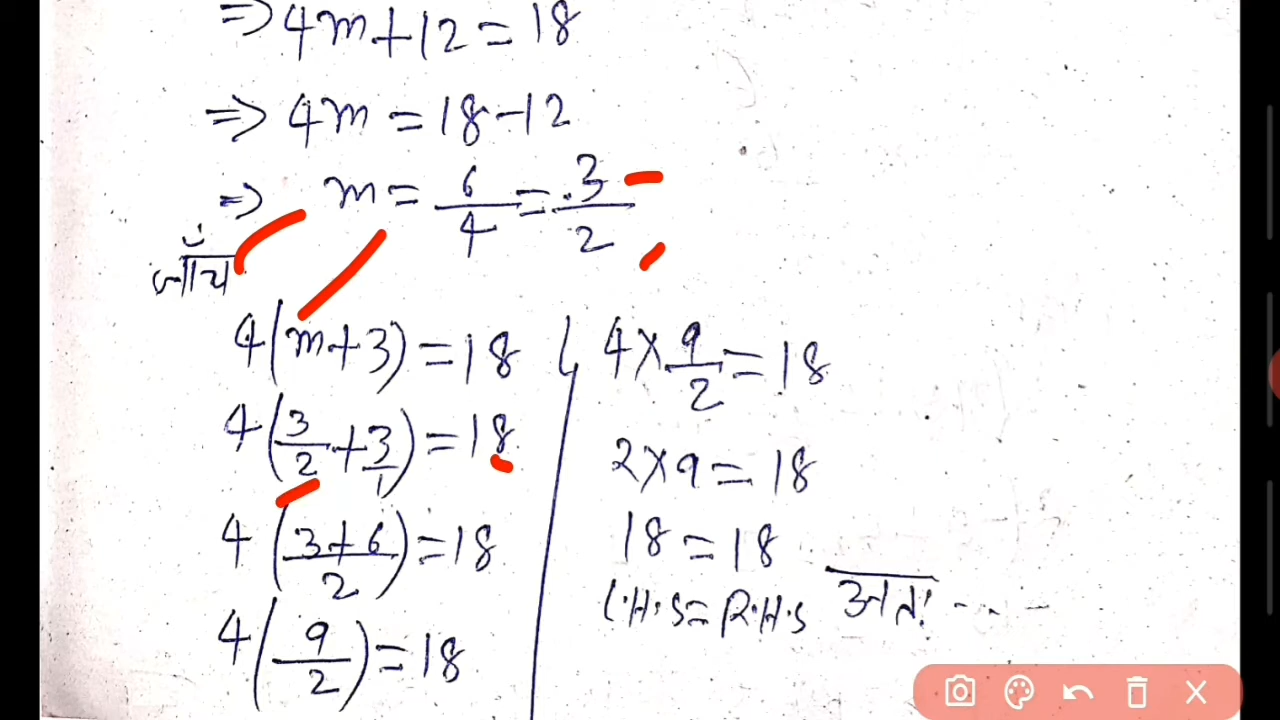 ⇒ 4m+12=18
⇒ 4m = 18-12
⇒ m = 6/4 = 3/2
जाँच
4(m+3) = 18
4(3/2+3/1) = 18
4(3+6/2) = 18
4(9/2) = 18
4×9/2 = 18
2×9 = 18
18 = 18
L.H.S = R.H.S अतः ---